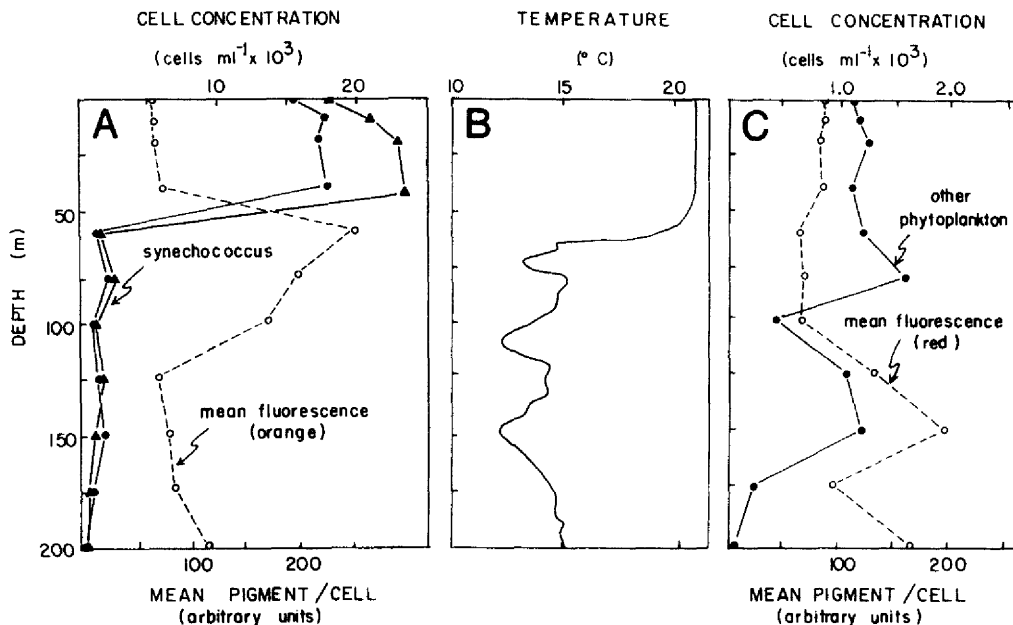 CELL CONCENTRATION
(cells ml⁻¹ x 10³)
10 20
TEMPERATURE
(° C)
10 15 20
CELL CONCENTRATION
(cells ml⁻¹ x 10³)
1.0 2.0
A
B
C
DEPTH (m)
50
100
150
200
synechococcus
mean fluorescence
(orange)
other
phytoplankton
mean fluorescence
(red)
100 200
MEAN PIGMENT / CELL
(arbitrary units)
100 200
MEAN PIGMENT / CELL
(arbitrary units)